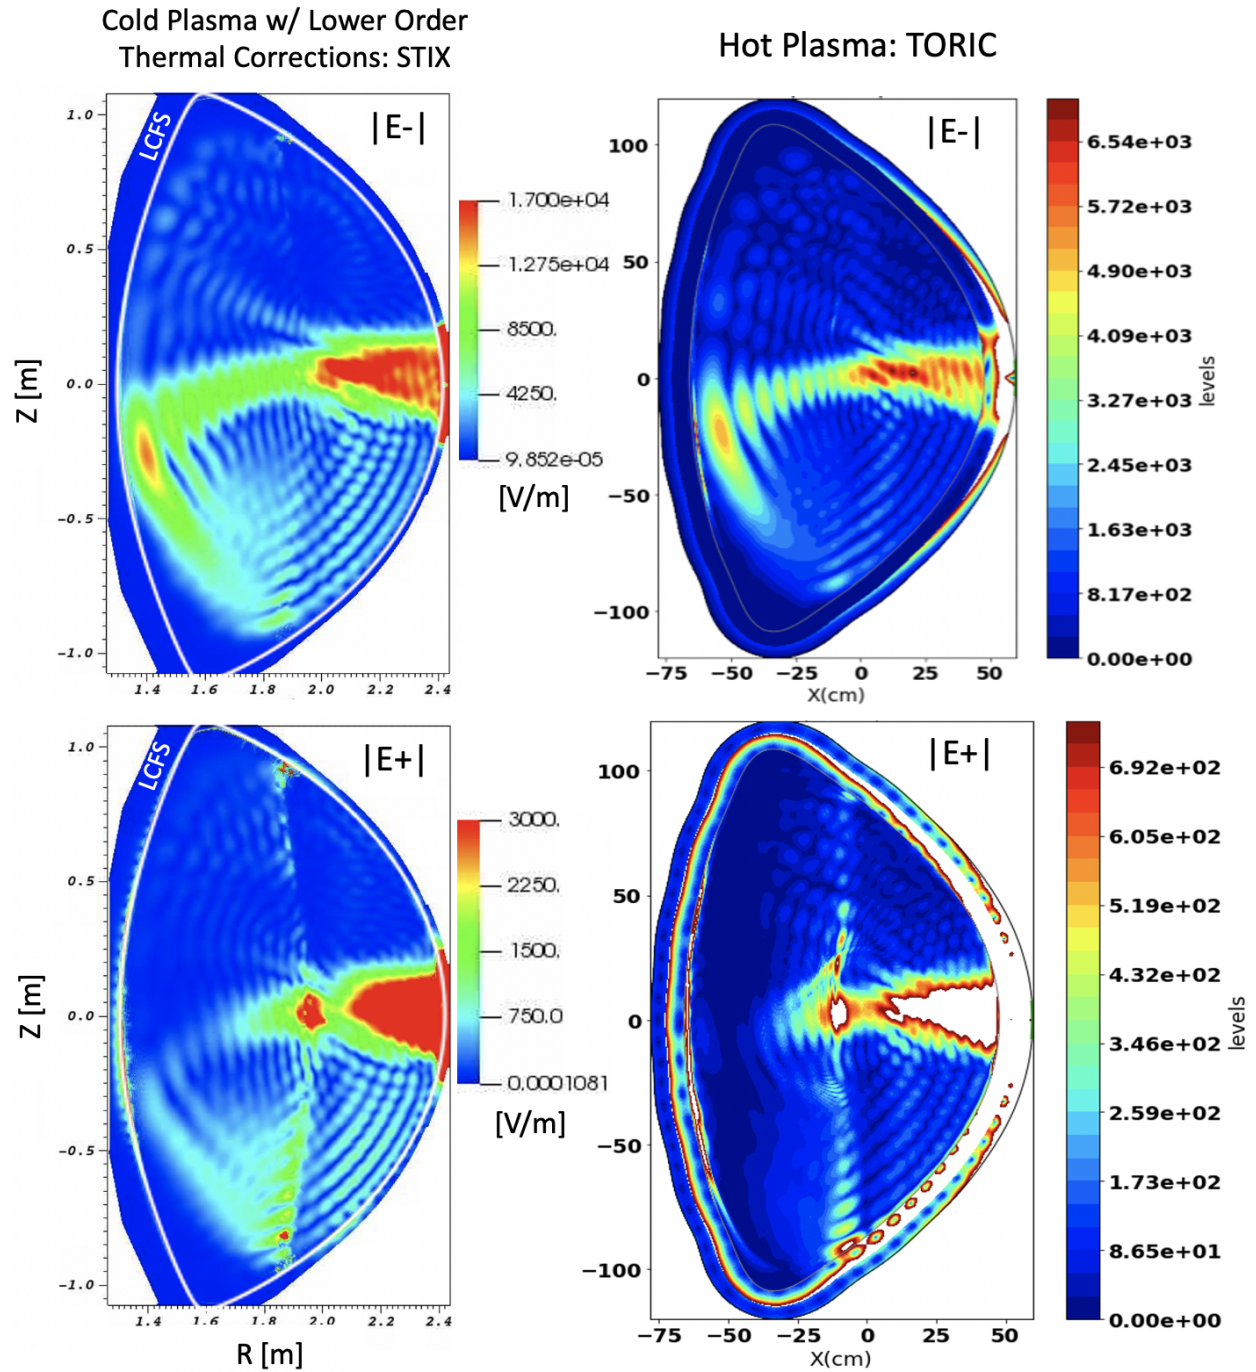 Cold Plasma w/ Lower Order
Thermal Corrections: STIX
Hot Plasma: TORIC
LCFS
|E-|
1.0
0.5
0.0
-0.5
-1.0
Z [m]
1.4 1.6 1.8 2.0 2.2 2.4
1.700e+04
1.275e+04
8500.
4250.
9.852e-05
[V/m]
|E-|
100
50
0
−50
−100
−75 −50 −25 0 25 50
X(cm)
6.54e+03
5.72e+03
4.90e+03
4.09e+03
3.27e+03
2.45e+03
1.63e+03
8.17e+02
0.00e+00
levels
LCFS
|E+|
1.0
0.5
0.0
-0.5
-1.0
Z [m]
1.4 1.6 1.8 2.0 2.2 2.4
R [m]
3000.
2250.
1500.
750.0
0.0001081
[V/m]
|E+|
100
50
0
−50
−100
−75 −50 −25 0 25 50
X(cm)
6.92e+02
6.05e+02
5.19e+02
4.32e+02
3.46e+02
2.59e+02
1.73e+02
8.65e+01
0.00e+00
levels